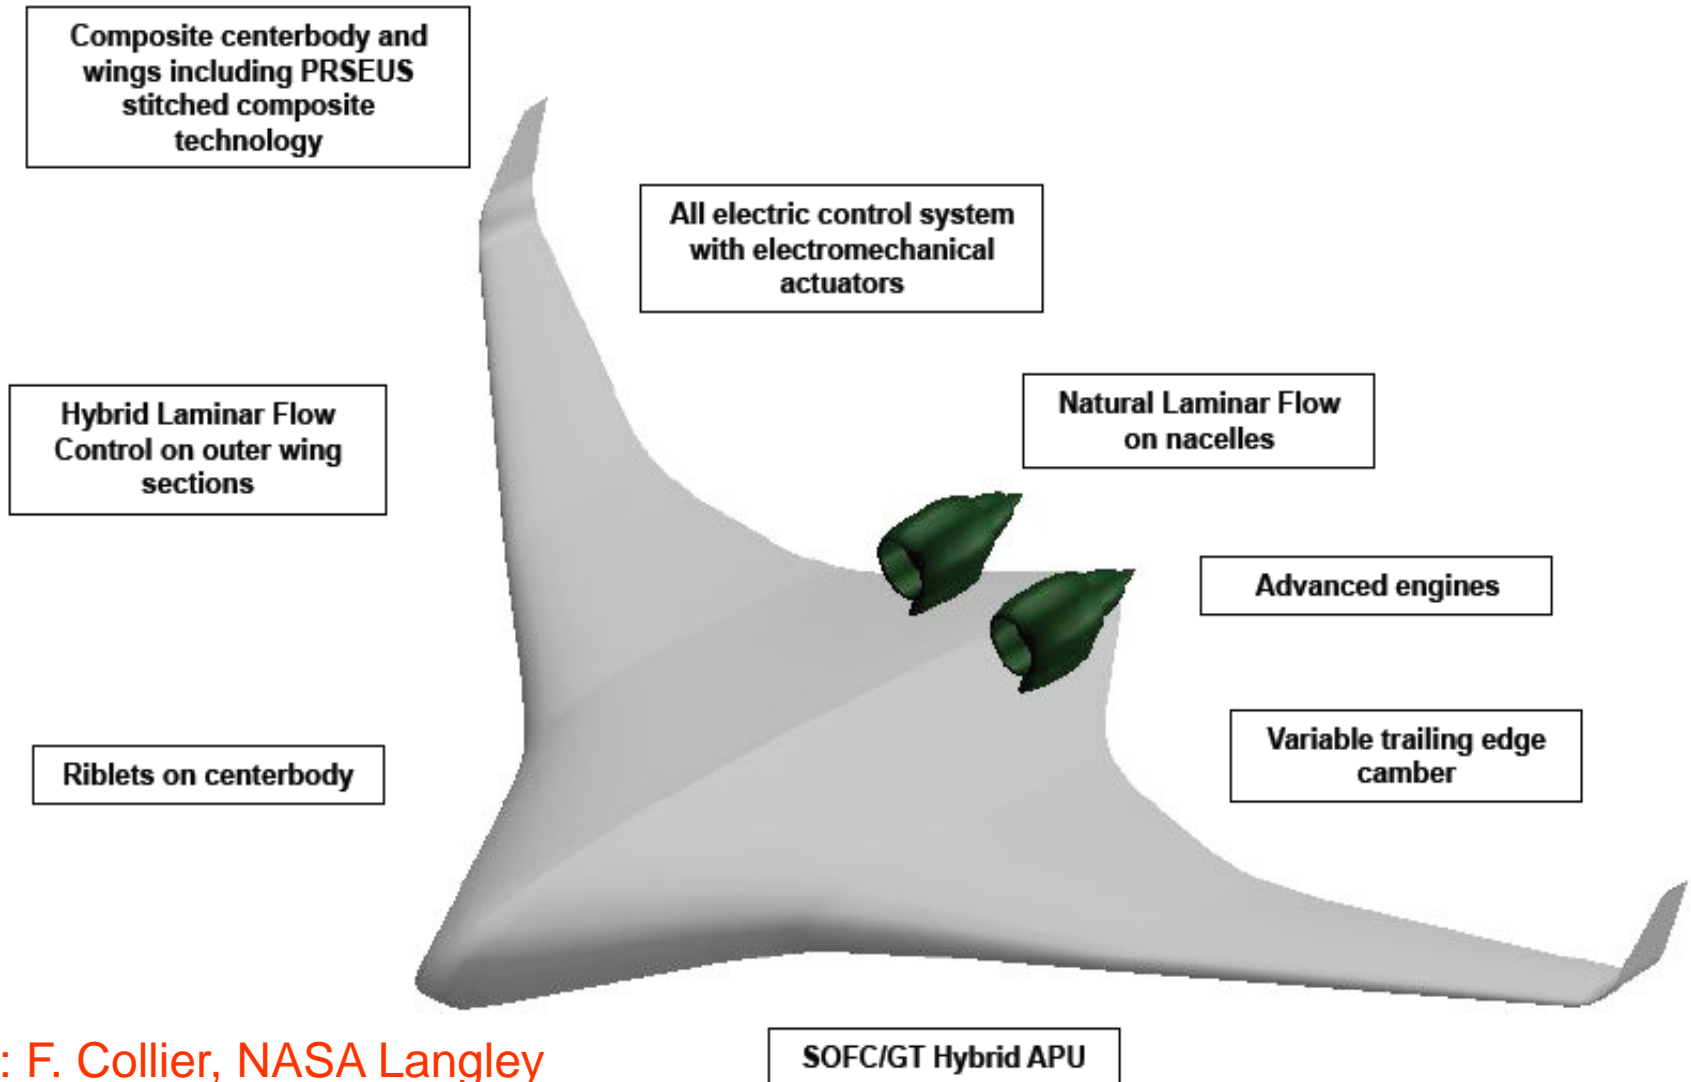 Composite centerbody and
wings including PRSEUS
stitched composite
technology
All electric control system
with electromechanical
actuators
Natural Laminar Flow
on nacelles
Hybrid Laminar Flow
Control on outer wing
sections
Advanced engines
Variable trailing edge
camber
Riblets on centerbody
SOFC/GT Hybrid APU
: F. Collier, NASA Langley